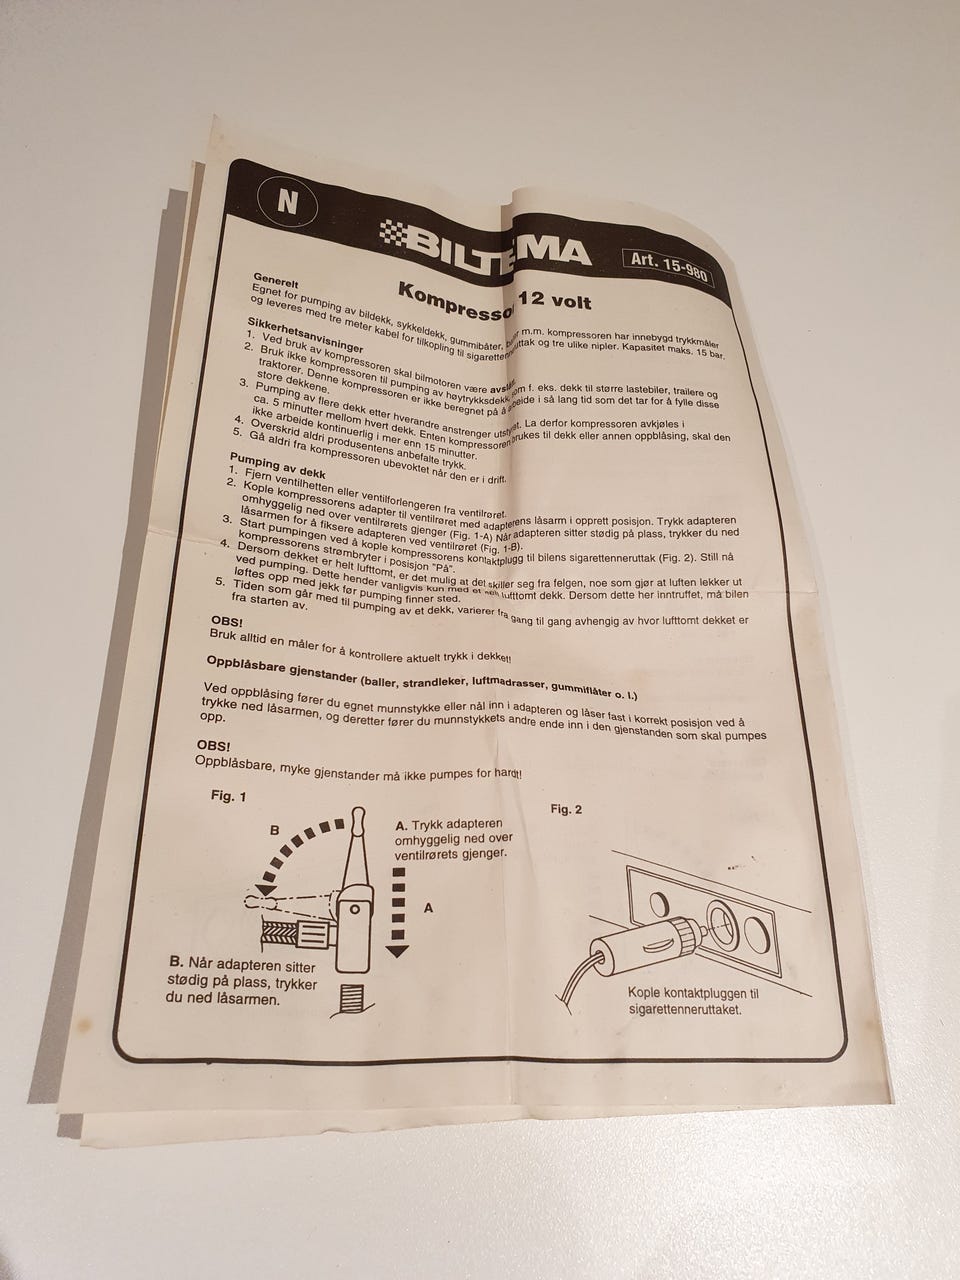 N
BILTEMA
Art. 15-980
Kompressor 12 volt
Generelt
Egnet for pumping av bildekk, sykkeldekk, gummibåter, m.m. kompressoren har innebygd trykkmåler
og leveres med tre meter kabel for tilkopling til sigarettenneruttak og tre ulike nipler. Kapasitet maks. 15 bar.
Sikkerhetsanvisninger
1. Ved bruk av kompressoren skal bilmotoren være avslått.
2. Bruk ikke kompressoren til pumping av høytrykksdekk, som f. eks. dekk til større lastebiler, trailere og
traktorer. Denne kompressoren er ikke beregnet på å arbeide i så lang tid som det tar for å fylle disse
store dekkene.
3. Pumping av flere dekk etter hverandre anstrenger utstyret. La derfor kompressoren avkjøles i
ca. 5 minutter mellom hvert dekk. Enten kompressoren brukes til dekk eller annen oppblåsing, skal den
ikke arbeide kontinuerlig i mer enn 15 minutter.
4. Overskrid aldri produsentens anbefalte trykk.
5. Gå aldri fra kompressoren ubevoktet når den er i drift.
Pumping av dekk
1. Fjern ventilhetten eller ventilforlengeren fra ventilrøret.
2. Kople kompressorens adapter til ventilrøret med adapterens låsarm i opprett posisjon. Trykk adapteren
omhyggelig ned over ventilrørets gjenger (Fig. 1-A) Når adapteren sitter stødig på plass, trykker du ned
låsarmen for å fiksere adapteren ved ventilrøret (Fig. 1-B).
3. Start pumpingen ved å kople kompressorens kontaktplugg til bilens sigarettenneruttak (Fig. 2). Still nå
kompressorens strømbryter i posisjon "På".
4. Dersom dekket er helt lufttomt, er det mulig at det skiller seg fra felgen, noe som gjør at luften lekker ut
ved pumping. Dette hender vanligvis kun med et helt lufttomt dekk. Dersom dette her inntruffet, må bilen
løftes opp med jekk før pumping finner sted.
5. Tiden som går med til pumping av et dekk, varierer fra gang til gang avhengig av hvor lufttomt dekket er
fra starten av.
OBS!
Bruk alltid en måler for å kontrollere aktuelt trykk i dekket!
Oppblåsbare gjenstander (baller, strandleker, luftmadrasser, gummiflåter o. l.)
Ved oppblåsing fører du egnet munnstykke eller nål inn i adapteren og låser fast i korrekt posisjon ved å
trykke ned låsarmen, og deretter fører du munnstykkets andre ende inn i den gjenstanden som skal pumpes
opp.
OBS!
Oppblåsbare, myke gjenstander må ikke pumpes for hardt!
Fig. 1
B
A. Trykk adapteren
omhyggelig ned over
ventilrørets gjenger.
A
B. Når adapteren sitter
stødig på plass, trykker
du ned låsarmen.
Fig. 2
Kople kontaktpluggen til
sigarettenneruttaket.